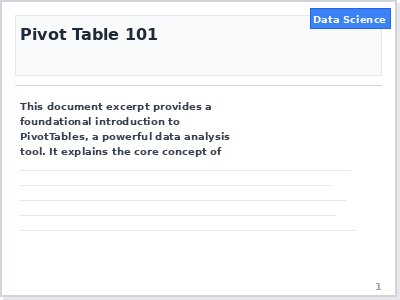 Data Science
Pivot Table 101
This document excerpt provides a
foundational introduction to
PivotTables, a powerful data analysis
tool. It explains the core concept of
1